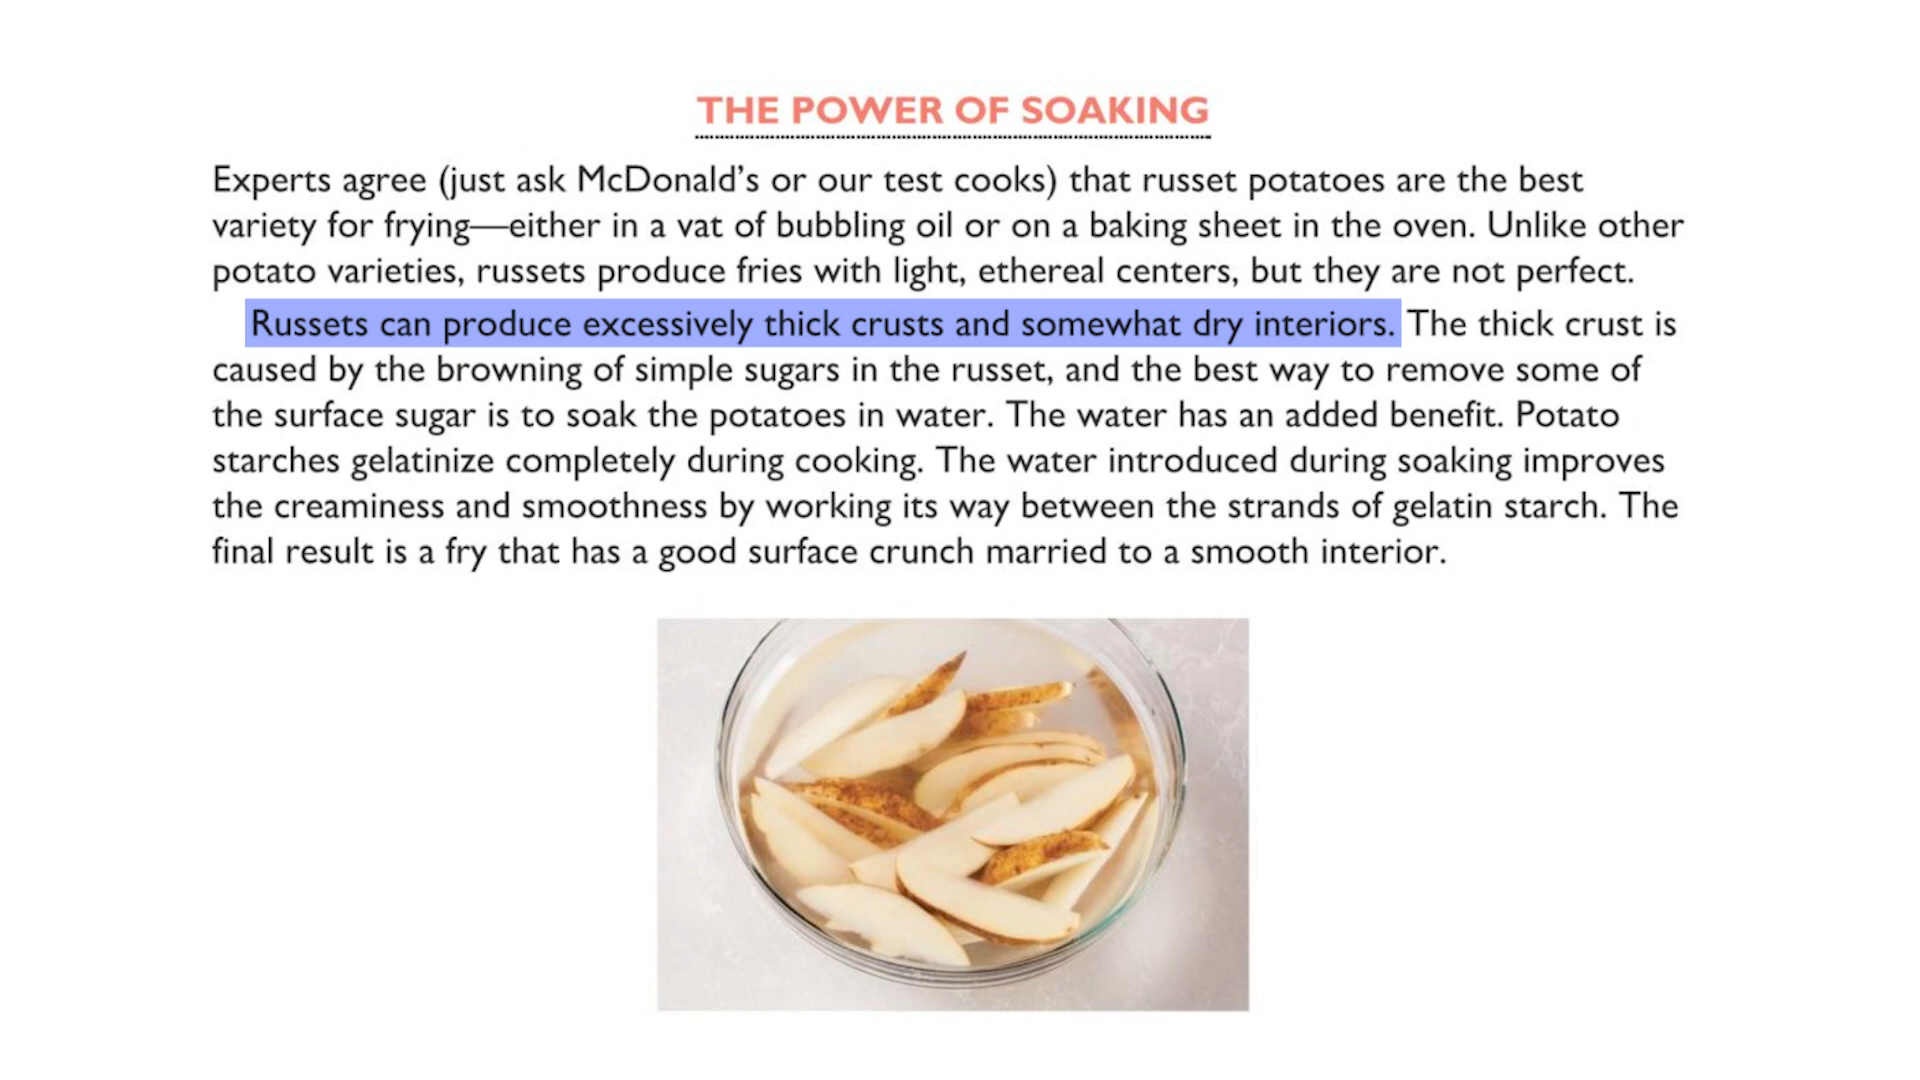 THE POWER OF SOAKING
Experts agree (just ask McDonald’s or our test cooks) that russet potatoes are the best
variety for frying—either in a vat of bubbling oil or on a baking sheet in the oven. Unlike other
potato varieties, russets produce fries with light, ethereal centers, but they are not perfect.
Russets can produce excessively thick crusts and somewhat dry interiors. The thick crust is
caused by the browning of simple sugars in the russet, and the best way to remove some of
the surface sugar is to soak the potatoes in water. The water has an added benefit. Potato
starches gelatinize completely during cooking. The water introduced during soaking improves
the creaminess and smoothness by working its way between the strands of gelatin starch. The
final result is a fry that has a good surface crunch married to a smooth interior.